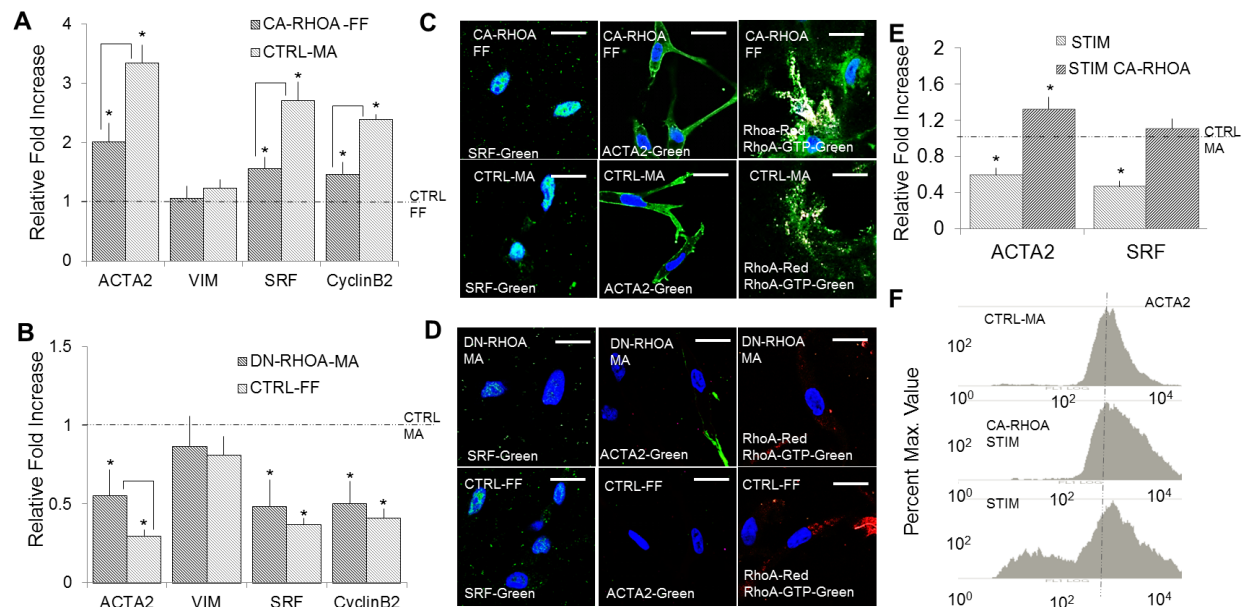 A
Relative Fold Increase
4
3
2
1
0
CA-RHOA-FF
CTRL-MA
*
*
*
*
*
*
CTRL
FF
ACTA2
VIM
SRF
CyclinB2
B
Relative Fold Increase
1.5
1
0.5
0
DN-RHOA-MA
CTRL-FF
CTRL
MA
*
*
*
*
*
*
ACTA2
VIM
SRF
CyclinB2
C
CA-RHOA
FF
SRF-Green
CA-RHOA
FF
ACTA2-Green
CA-RHOA
FF
Rhoa-Red
RhoA-GTP-Green
CTRL-MA
SRF-Green
CTRL-MA
ACTA2-Green
CTRL-MA
RhoA-Red
RhoA-GTP-Green
D
DN-RHOA
MA
SRF-Green
DN-RHOA
MA
ACTA2-Green
DN-RHOA
MA
RhoA-Red
RhoA-GTP-Green
CTRL-FF
SRF-Green
CTRL-FF
ACTA2-Green
CTRL-FF
RhoA-Red
RhoA-GTP-Green
E
Relative Fold Increase
2
1.6
1.2
0.8
0.4
0
STIM
STIM CA-RHOA
*
*
*
CTRL
MA
ACTA2
SRF
F
Percent Max. Value
ACTA2
CTRL-MA
10²
10⁰
FL1 LOG
10²
10⁴
CA-RHOA
STIM
10²
10⁰
FL1 LOG
10²
10⁴
STIM
10²
FL1 LOG
10⁰
10²
10⁴